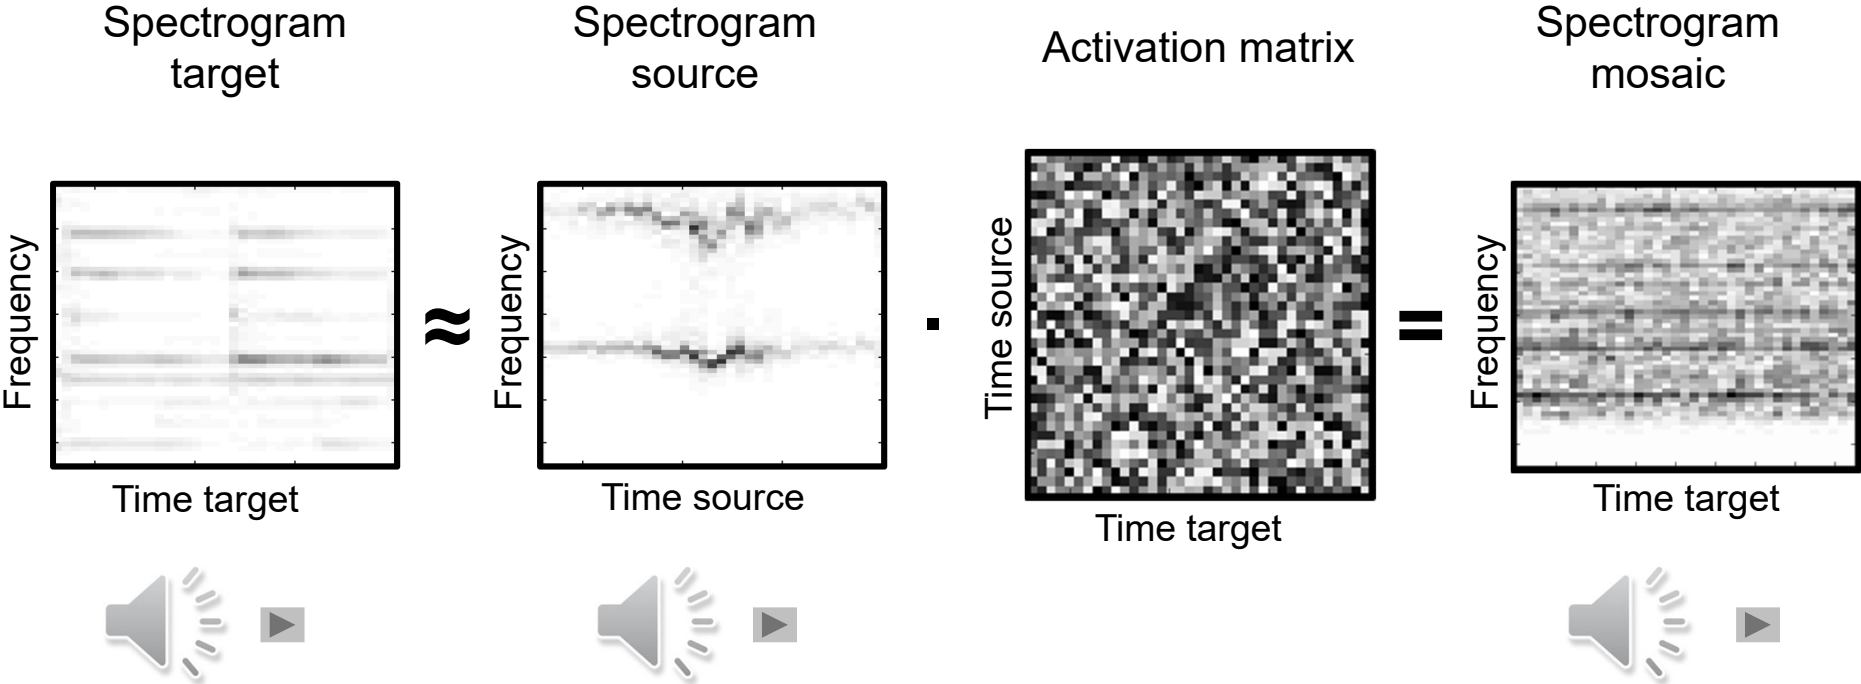 Spectrogram
target
Spectrogram
source
Activation matrix
Spectrogram
mosaic
Frequency
≈
Frequency
·
Time source
=
Frequency
Time target
Time source
Time target
Time target